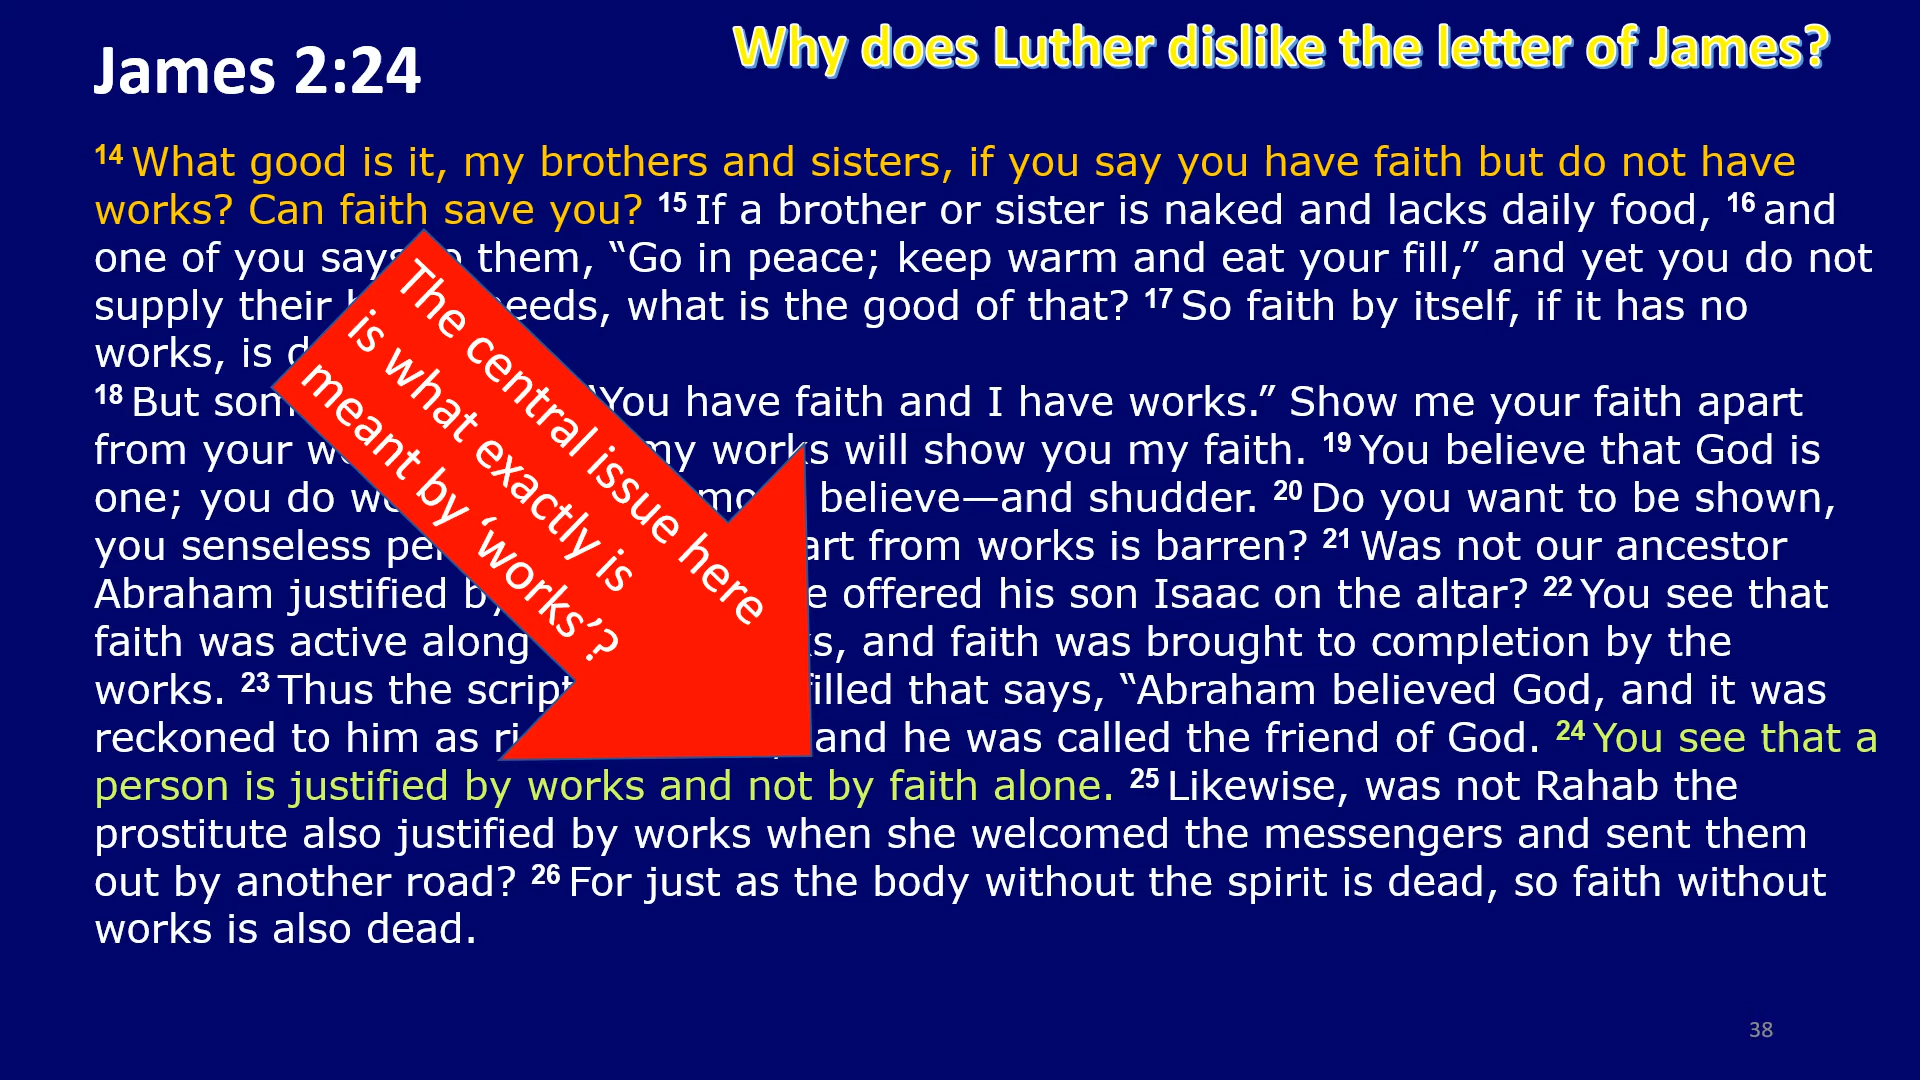 James 2:24
Why does Luther dislike the letter of James?
14 What good is it, my brothers and sisters, if you say you have faith but do not have
works? Can faith save you? 15 If a brother or sister is naked and lacks daily food, 16 and
one of you says them, “Go in peace; keep warm and eat your fill,” and yet you do not
supply their needs, what is the good of that? 17 So faith by itself, if it has no
works, is
18 But “You have faith and I have works.” Show me your faith apart
from your my works will show you my faith. 19 You believe that God is
one; you do believe—and shudder. 20 Do you want to be shown,
you senseless from works is barren? 21 Was not our ancestor
Abraham justified offered his son Isaac on the altar? 22 You see that
faith was active along and faith was brought to completion by the
works. 23 Thus the that says, “Abraham believed God, and it was
reckoned to him as and he was called the friend of God. 24 You see that a
person is justified by works and not by faith alone. 25 Likewise, was not Rahab the
prostitute also justified by works when she welcomed the messengers and sent them
out by another road? 26 For just as the body without the spirit is dead, so faith without
works is also dead.
The central issue here
is what exactly is
meant by ‘works’?
38